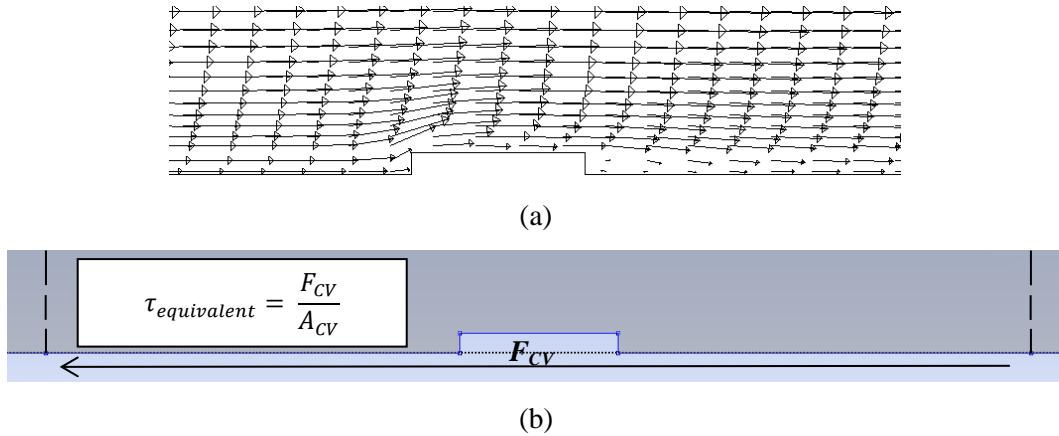 (a)
τ_equivalent = F_CV / A_CV
F_CV
(b)